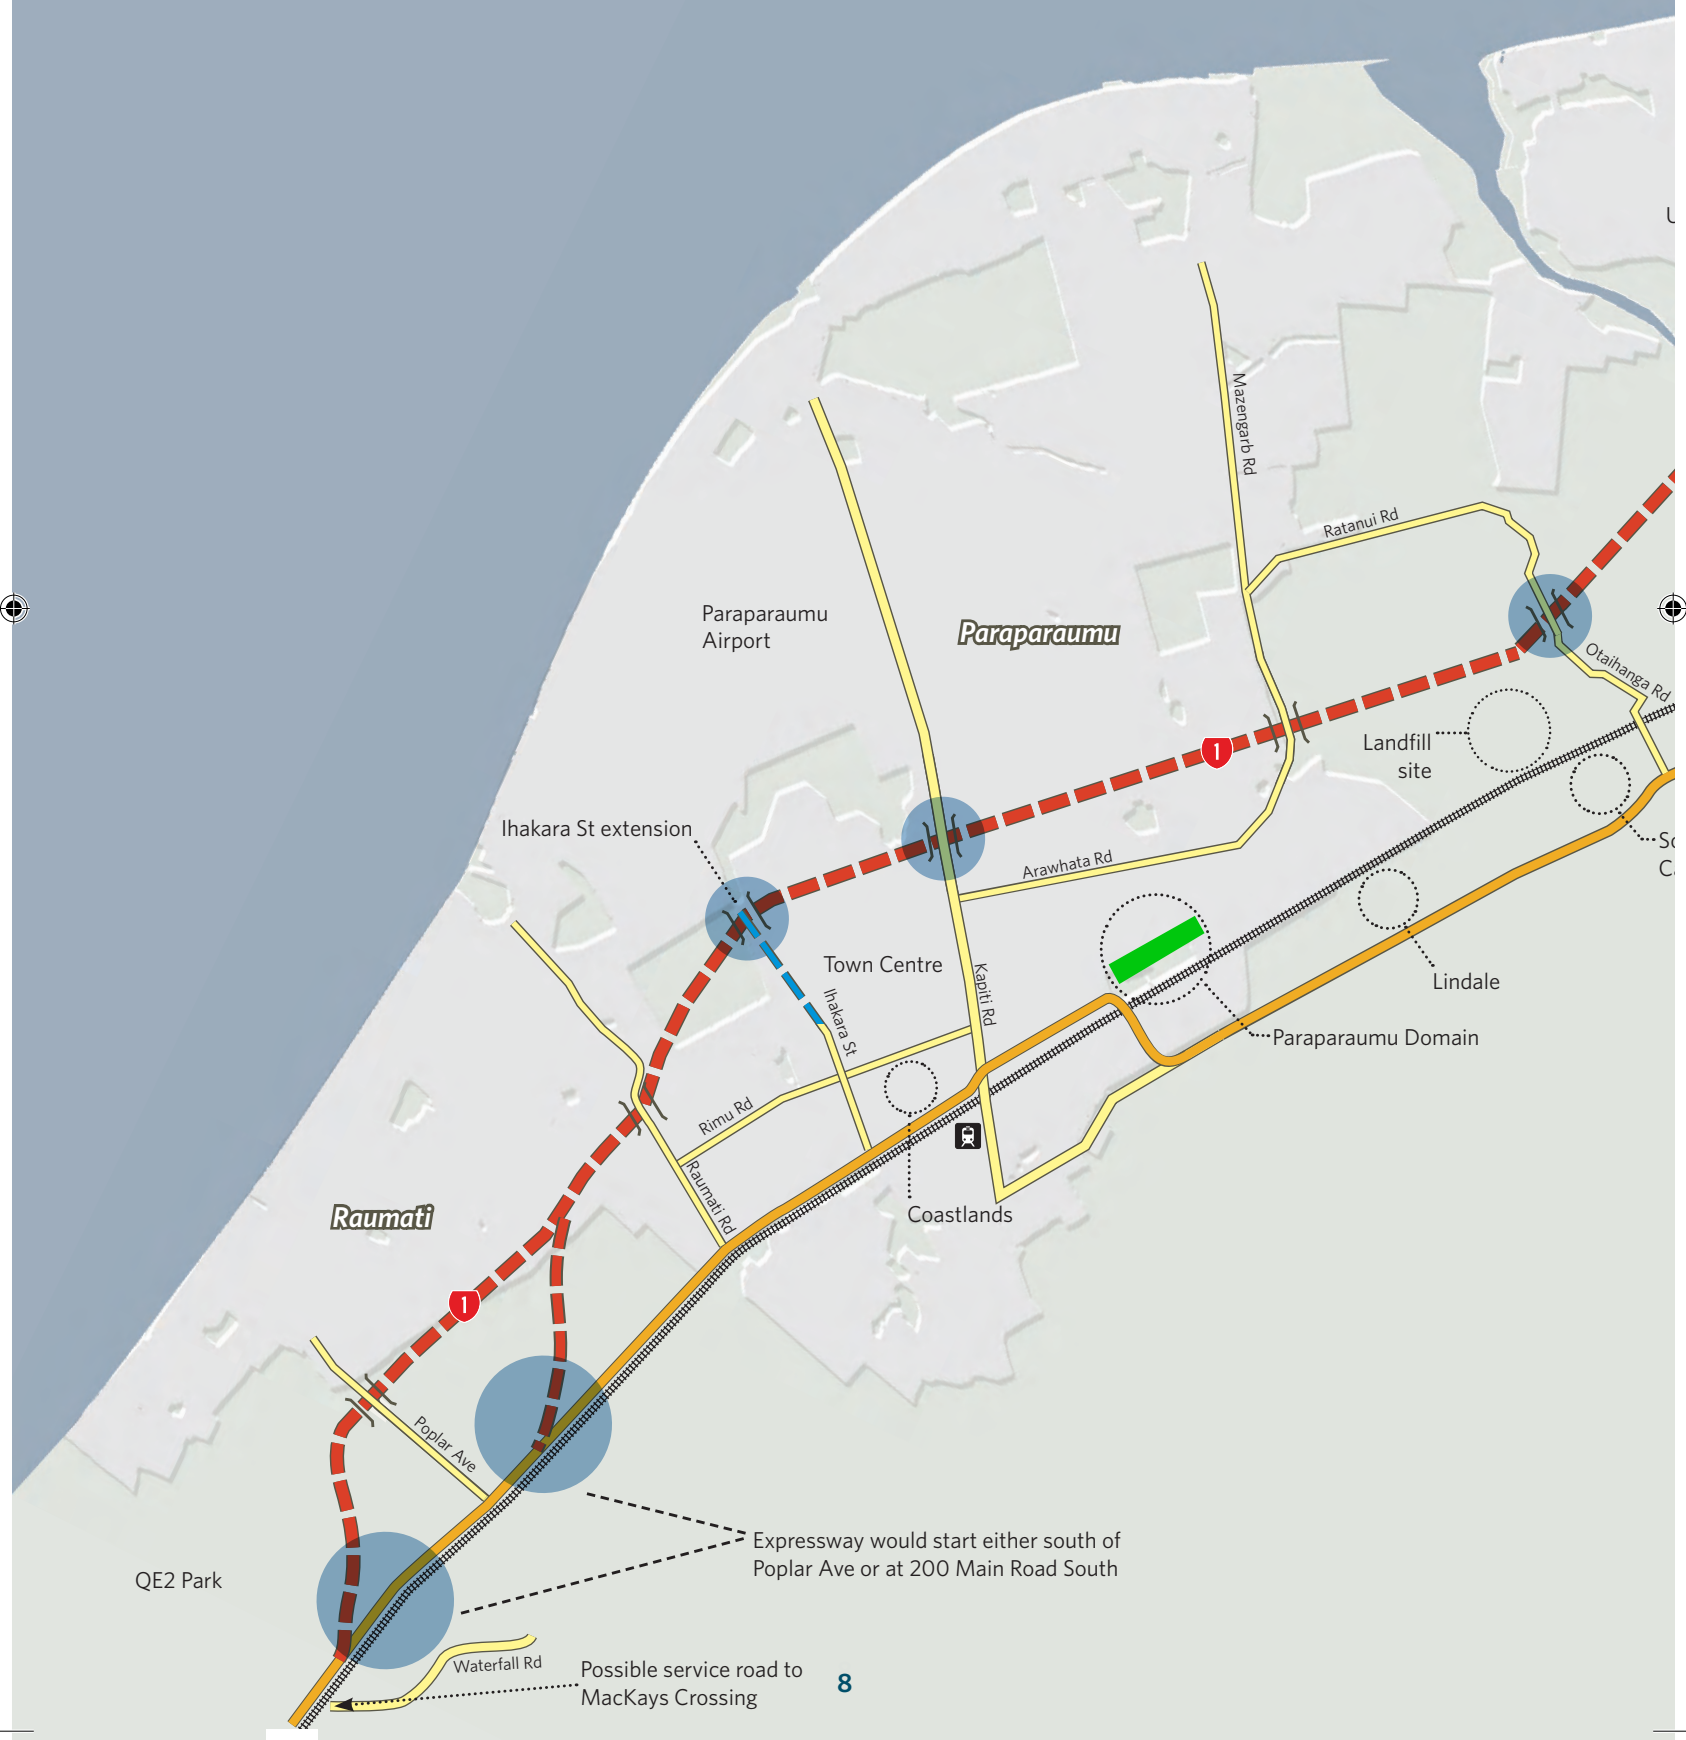 U
Mazengarb Rd
Ratanui Rd
Paraparaumu
Airport
Paraparaumu
Otaihanga Rd
Landfill
site
1
Ihakara St extension
So
Ca
Arawhata Rd
Town Centre
Kapiti Rd
Lindale
Ihakara St
Paraparaumu Domain
Rimu Rd
Raumati Rd
Coastlands
Raumati
1
Poplar Ave
Expressway would start either south of
Poplar Ave or at 200 Main Road South
QE2 Park
Waterfall Rd
Possible service road to
MacKays Crossing
8